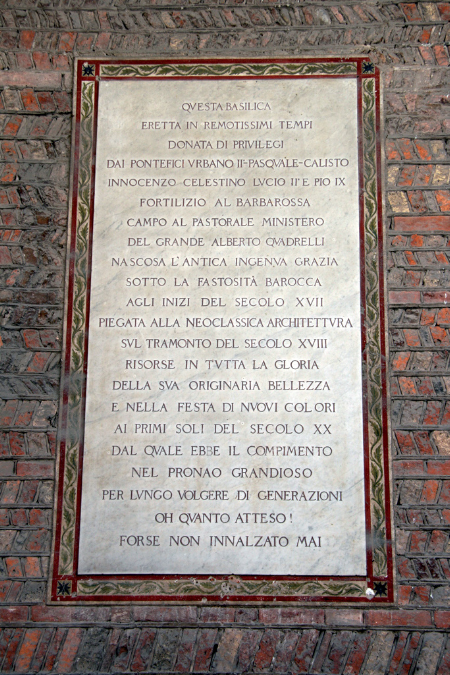 QVESTA BASILICA
ERETTA IN REMOTISSIMI TEMPI
DONATA DI PRIVILEGI
DAI PONTEFICI VRBANO II°-PASQVALE-CALISTO
INNOCENZO CELESTINO LVCIO II° E PIO IX
FORTILIZIO AL BARBAROSSA
CAMPO AL PASTORALE MINISTERO
DEL GRANDE ALBERTO QVADRELLI
NASCOSA L'ANTICA INGENVA GRAZIA
SOTTO LA FASTOSITÀ BAROCCA
AGLI INIZI DEL SECOLO XVII
PIEGATA ALLA NEOCLASSICA ARCHITETTVRA
SVL TRAMONTO DEL SECOLO XVIII
RISORSE IN TVTTA LA GLORIA
DELLA SVA ORIGINARIA BELLEZZA
E NELLA FESTA DI NVOVI COLORI
AI PRIMI SOLI DEL SECOLO XX
DAL QVALE EBBE IL COMPIMENTO
NEL PRONAO GRANDIOSO
PER LVNGO VOLGERE DI GENERAZIONI
OH QVANTO ATTESO!
FORSE NON INNALZATO MAI